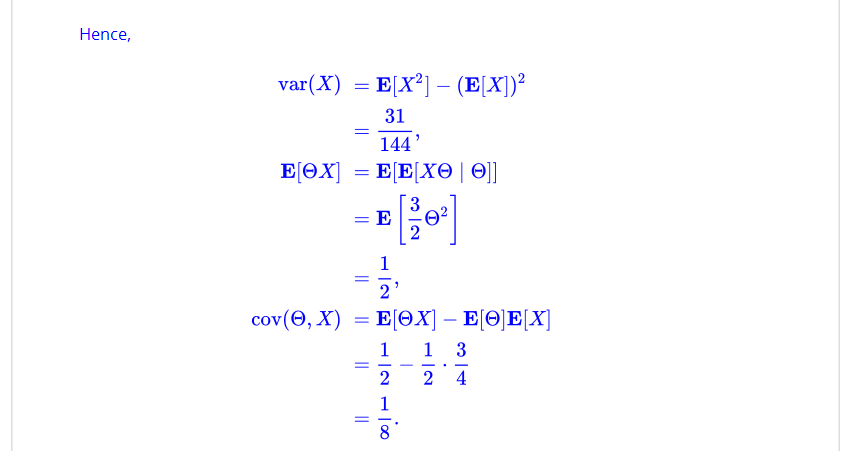 Hence,
var(X) = E[X²] − (E[X])²
= 31/144,
E[ΘX] = E[E[XΘ | Θ]]
= E[3/2 Θ²]
= 1/2,
cov(Θ, X) = E[ΘX] − E[Θ]E[X]
= 1/2 − 1/2 · 3/4
= 1/8.